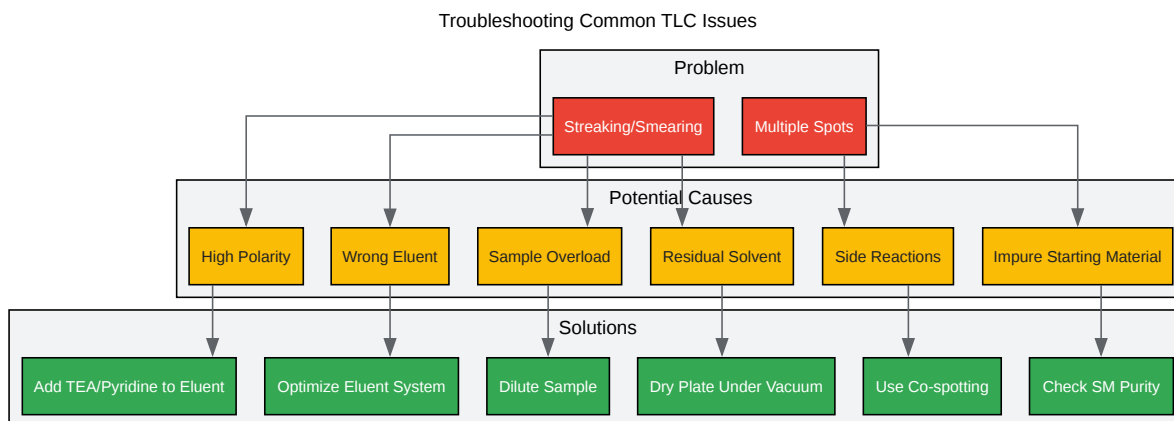 Troubleshooting Common TLC Issues
Problem
Streaking/Smearing
Multiple Spots
Potential Causes
High Polarity
Wrong Eluent
Sample Overload
Residual Solvent
Side Reactions
Impure Starting Material
Solutions
Add TEA/Pyridine to Eluent
Optimize Eluent System
Dilute Sample
Dry Plate Under Vacuum
Use Co-spotting
Check SM Purity